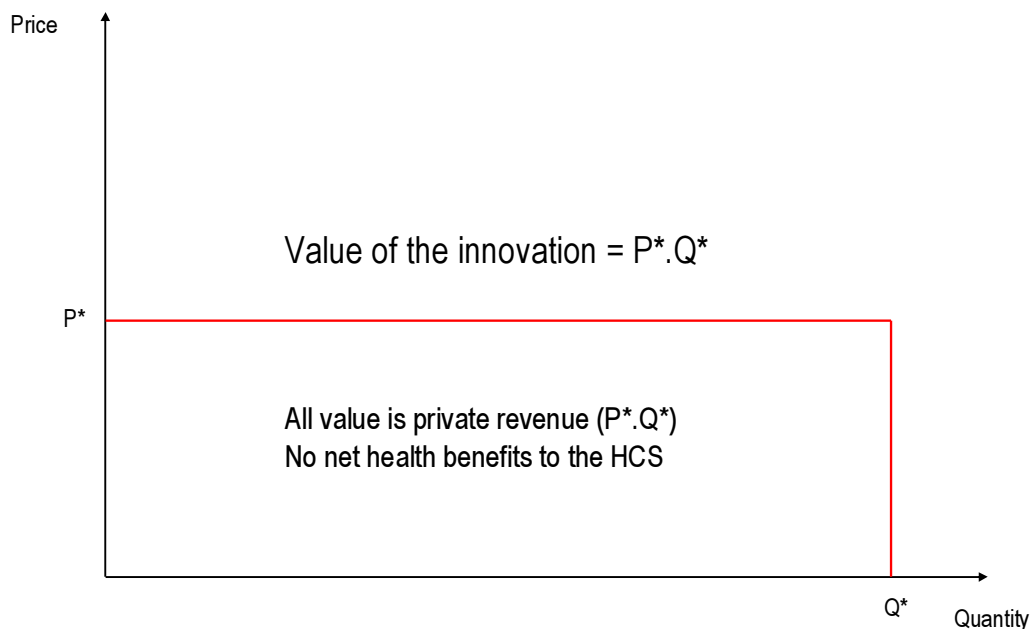 Price
Value of the innovation = P*.Q*
P*
All value is private revenue (P*.Q*)
No net health benefits to the HCS
Q*
Quantity